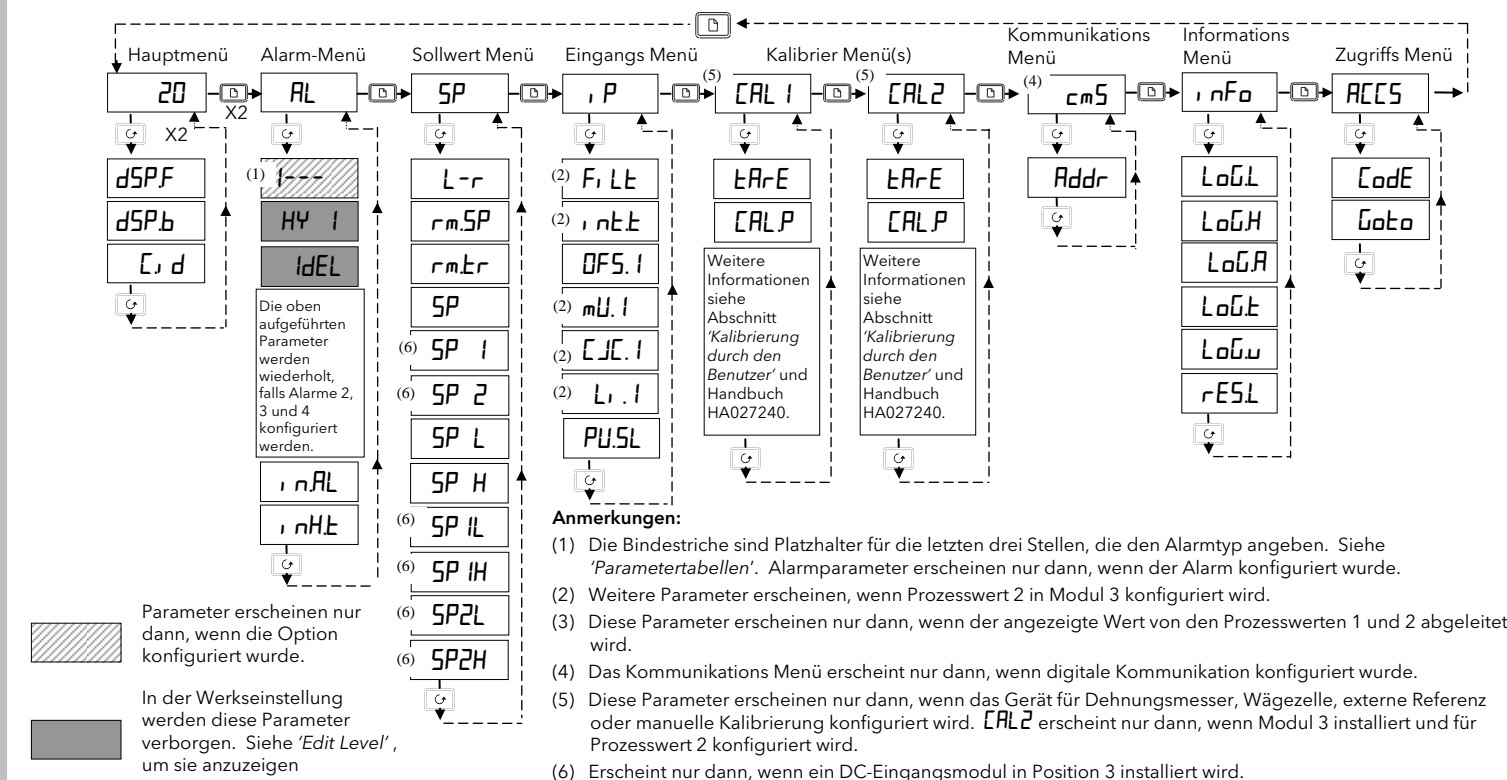 Hauptmenü
Alarm-Menü
Sollwert Menü
Eingangs Menü
Kalibrier Menü(s)
Kommunikations
Menü
Informations
Menü
Zugriffs Menü
20
X2
X2
AL
SP
iP
(5) CAL1
(5) CAL2
(4) cmS
inFo
ACCS
dSP.F
dSP.b
C.id
(1) 1---
HY 1
1dEL
Die oben
aufgeführten
Parameter
werden
wiederholt,
falls Alarme 2,
3 und 4
konfiguriert
werden.
in.AL
inH.t
L-r
rm.SP
rm.tr
SP
(6) SP 1
(6) SP 2
SP L
SP H
(6) SP 1L
(6) SP 1H
(6) SP2L
(6) SP2H
(2) FiLt
(2) int.t
OFS.1
(2) mV.1
(2) CJC.1
(2) Li.1
PV.SL
tArE
CAL.P
Weitere
Informationen
siehe
Abschnitt
'Kalibrierung
durch den
Benutzer' und
Handbuch
HA027240.
tArE
CAL.P
Weitere
Informationen
siehe
Abschnitt
'Kalibrierung
durch den
Benutzer' und
Handbuch
HA027240.
Addr
LoG.L
LoG.H
LoG.A
LoG.t
LoG.v
rES.L
CodE
Goto
Parameter erscheinen nur
dann, wenn die Option
konfiguriert wurde.
In der Werkseinstellung
werden diese Parameter
verborgen. Siehe 'Edit Level' ,
um sie anzuzeigen
Anmerkungen:
(1) Die Bindestriche sind Platzhalter für die letzten drei Stellen, die den Alarmtyp angeben. Siehe
'Parametertabellen'. Alarmparameter erscheinen nur dann, wenn der Alarm konfiguriert wurde.
(2) Weitere Parameter erscheinen, wenn Prozesswert 2 in Modul 3 konfiguriert wird.
(3) Diese Parameter erscheinen nur dann, wenn der angezeigte Wert von den Prozesswerten 1 und 2 abgeleitet
wird.
(4) Das Kommunikations Menü erscheint nur dann, wenn digitale Kommunikation konfiguriert wurde.
(5) Diese Parameter erscheinen nur dann, wenn das Gerät für Dehnungsmesser, Wägezelle, externe Referenz
oder manuelle Kalibrierung konfiguriert wird. CAL2 erscheint nur dann, wenn Modul 3 installiert und für
Prozesswert 2 konfiguriert wird.
(6) Erscheint nur dann, wenn ein DC-Eingangsmodul in Position 3 installiert wird.